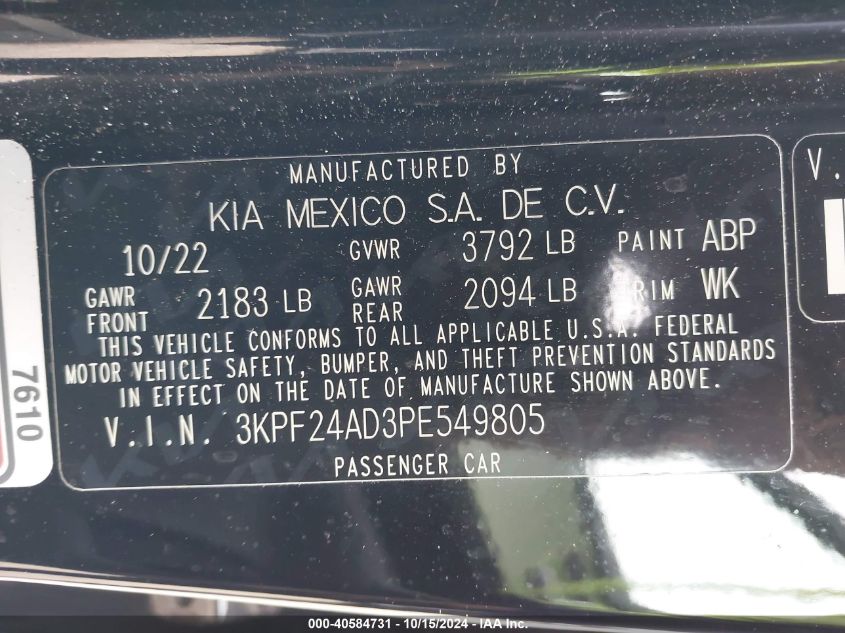 MANUFACTURED BY
KIA MEXICO S.A. DE C.V.
10/22 GVWR 3792 LB PAINT ABP
GAWR FRONT 2183 LB GAWR REAR 2094 LB TRIM WK
THIS VEHICLE CONFORMS TO ALL APPLICABLE U.S.A. FEDERAL
MOTOR VEHICLE SAFETY, BUMPER, AND THEFT PREVENTION STANDARDS
IN EFFECT ON THE DATE OF MANUFACTURE SHOWN ABOVE.
V.I.N. 3KPF24AD3PE549805
PASSENGER CAR
7610
V.
000-40584731 - 10/15/2024 - IAA Inc.